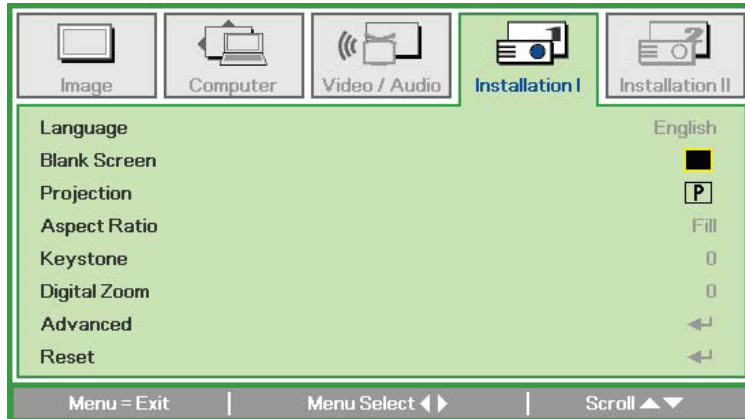 Image Computer Video / Audio Installation I Installation II
Language English
Blank Screen
Projection P
Aspect Ratio Fill
Keystone 0
Digital Zoom 0
Advanced
Reset
Menu = Exit Menu Select Scroll